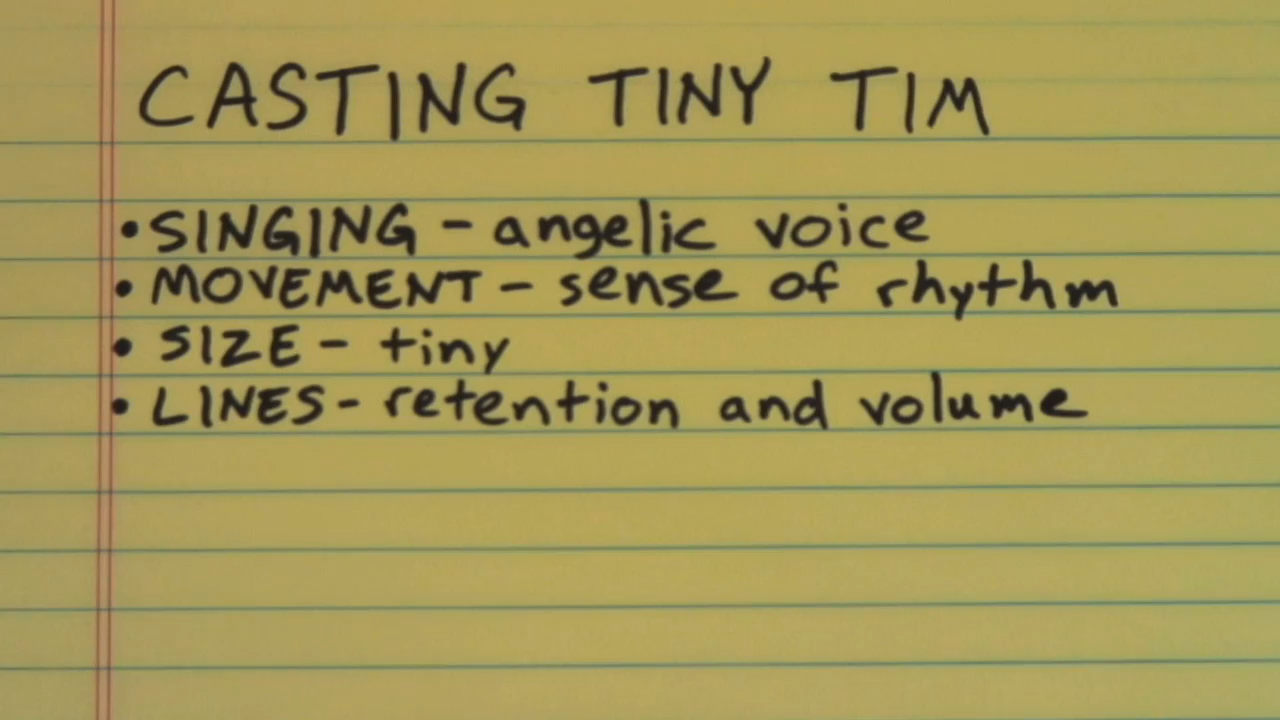 CASTING TINY TIM
• SINGING - angelic voice
• MOVEMENT - sense of rhythm
• SIZE - tiny
• LINES - retention and volume